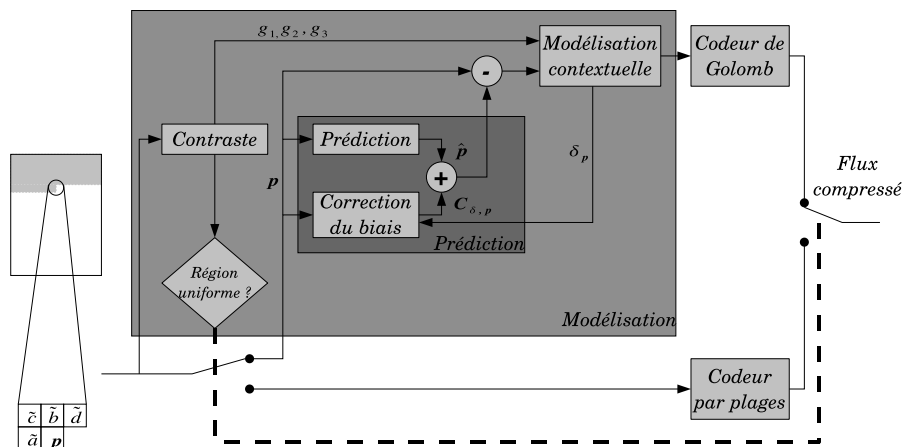 g1, g2 , g3
Modélisation
contextuelle
Codeur de
Golomb
-
Contraste
Prédiction
p̂
δp
p
+
Flux
compressé
Correction
du biais
Cδ,p
Prédiction
Région
uniforme ?
Modélisation
Codeur
par plages
c̃ b̃ d̃
ã p